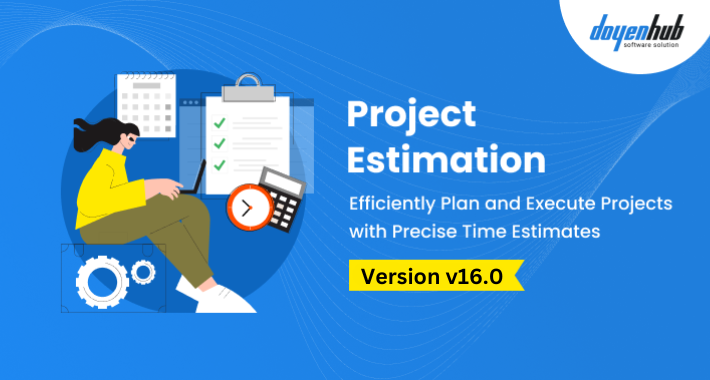 doyenhub
software solution
Project
Estimation
Efficiently Plan and Execute Projects
with Precise Time Estimates
Version v16.0